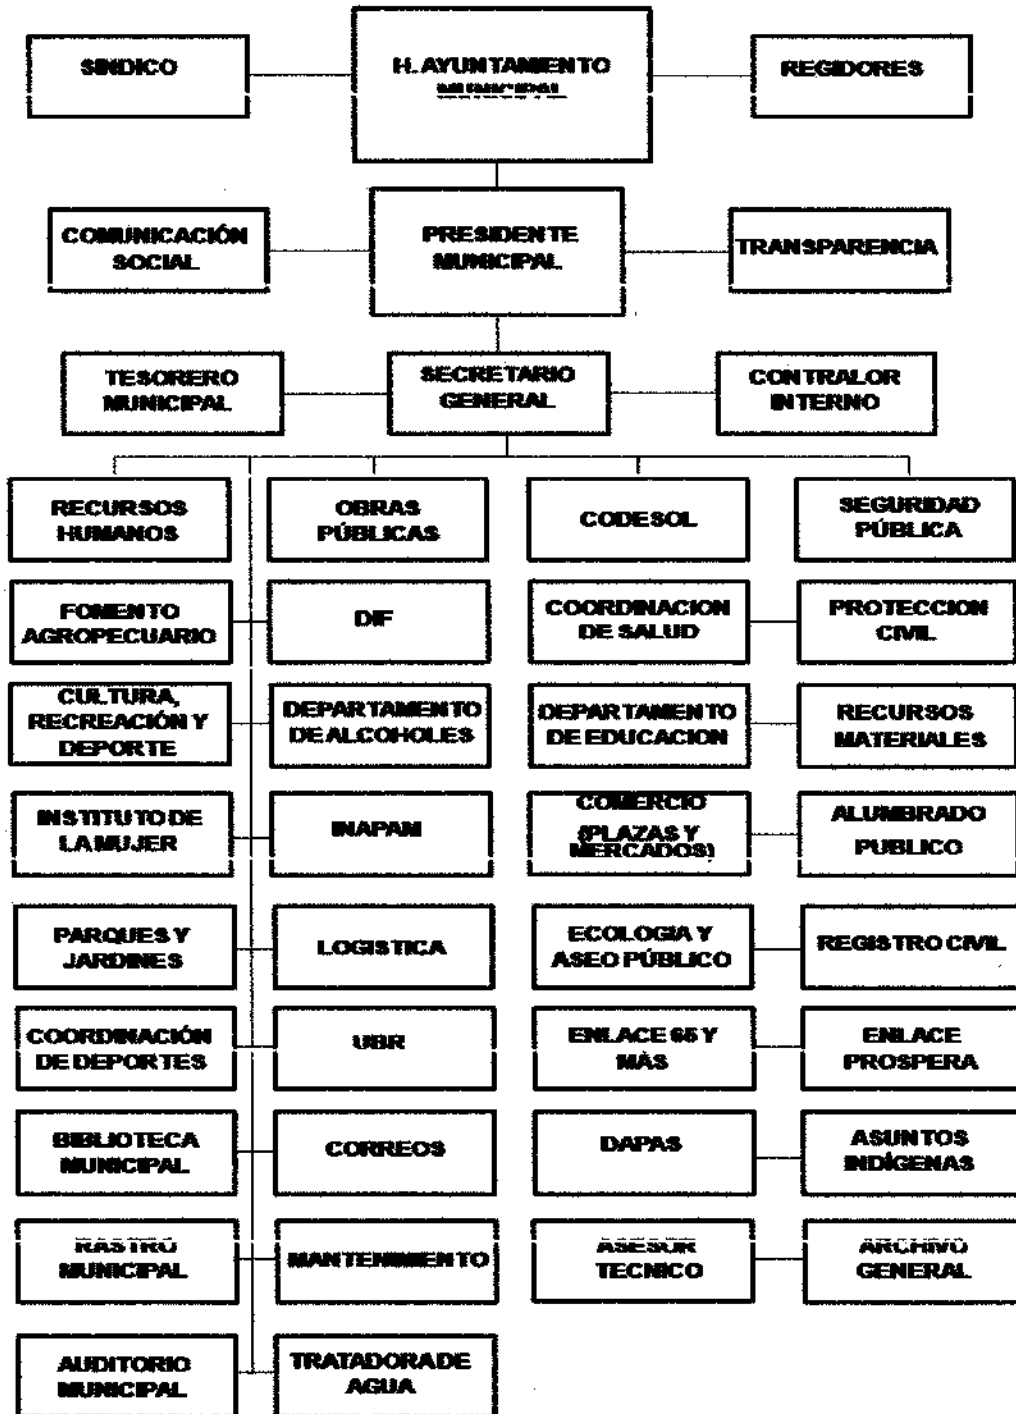 SINDICO
H. AYUNTAMIENTO
MUNICIPAL
REGIDORES
COMUNICACIÓN
SOCIAL
PRESIDENTE
MUNICIPAL
TRANSPARENCIA
TESORERO
MUNICIPAL
SECRETARIO
GENERAL
CONTRALOR
INTERNO
RECURSOS
HUMANOS
OBRAS
PÚBLICAS
CODESOL
SEGURIDAD
PÚBLICA
FOMENTO
AGROPECUARIO
DIF
COORDINACION
DE SALUD
PROTECCION
CIVIL
CULTURA,
RECREACIÓN Y
DEPORTE
DEPARTAMENTO
DE ALCOHOLES
DEPARTAMENTO
DE EDUCACION
RECURSOS
MATERIALES
INSTITUTO DE
LA MUJER
INAPAM
COMERCIO
(PLAZAS Y
MERCADOS)
ALUMBRADO
PUBLICO
PARQUES Y
JARDINES
LOGISTICA
ECOLOGIA Y
ASEO PÚBLICO
REGISTRO CIVIL
COORDINACIÓN
DE DEPORTES
UBR
ENLACE 65 Y
MÁS
ENLACE
PROSPERA
BIBLIOTECA
MUNICIPAL
CORREOS
DAPAS
ASUNTOS
INDÍGENAS
RASTRO
MUNICIPAL
MANTENIMIENTO
ASESOR
TECNICO
ARCHIVO
GENERAL
AUDITORIO
MUNICIPAL
TRATADORA DE
AGUA